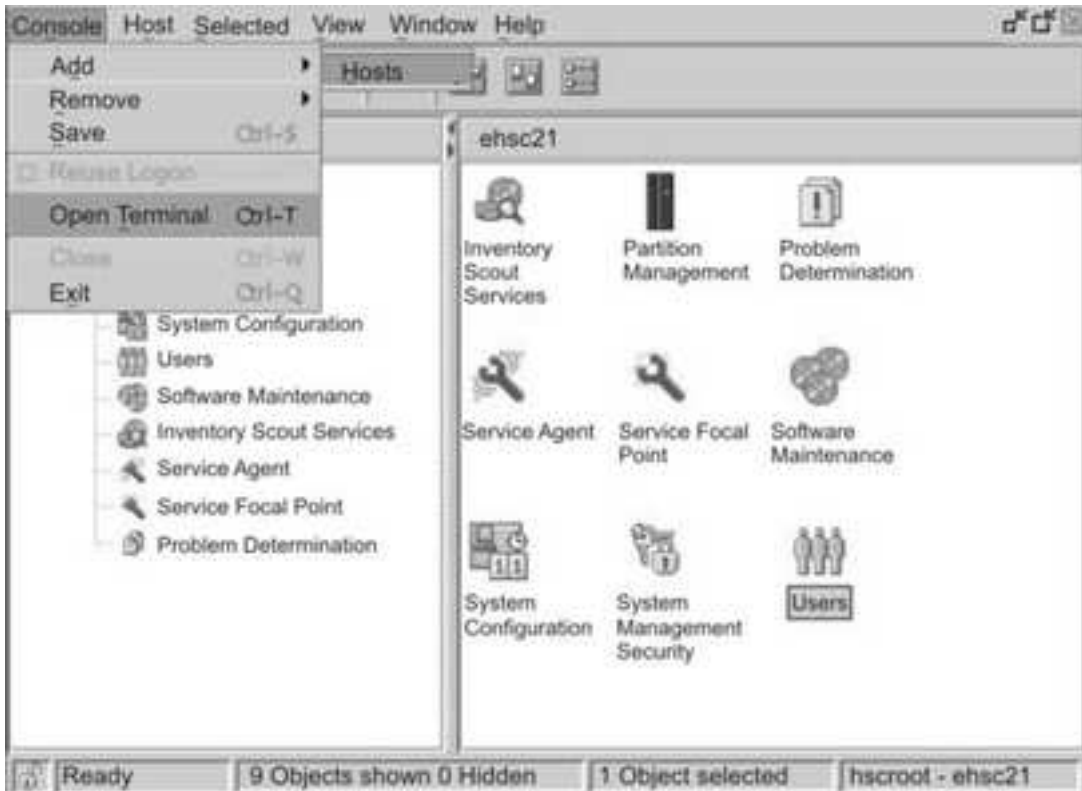 Console Host Selected View Window Help
Add
Hosts
Remove
Save Ctrl-S
Reuse Logon
Open Terminal Ctrl-T
Close Ctrl-W
Exit Ctrl-Q
System Configuration
Users
Software Maintenance
Inventory Scout Services
Service Agent
Service Focal Point
Problem Determination
ehsc21
Inventory
Scout
Services
Partition
Management
Problem
Determination
Service Agent
Service Focal
Point
Software
Maintenance
System
Configuration
System
Management
Security
Users
Ready
9 Objects shown 0 Hidden
1 Object selected
hscroot - ehsc21